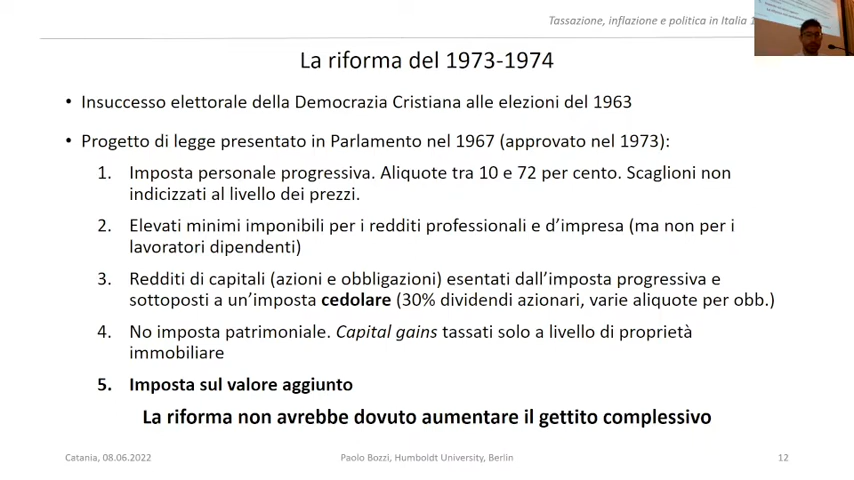 Tassazione, inflazione e politica in Italia
La riforma del 1973-1974
• Insuccesso elettorale della Democrazia Cristiana alle elezioni del 1963
• Progetto di legge presentato in Parlamento nel 1967 (approvato nel 1973):
1. Imposta personale progressiva. Aliquote tra 10 e 72 per cento. Scaglioni non
indicizzati al livello dei prezzi.
2. Elevati minimi imponibili per i redditi professionali e d’impresa (ma non per i
lavoratori dipendenti)
3. Redditi di capitali (azioni e obbligazioni) esentati dall’imposta progressiva e
sottoposti a un’imposta cedolare (30% dividendi azionari, varie aliquote per obb.)
4. No imposta patrimoniale. Capital gains tassati solo a livello di proprietà
immobiliare
5. Imposta sul valore aggiunto
La riforma non avrebbe dovuto aumentare il gettito complessivo
Catania, 08.06.2022
Paolo Bozzi, Humboldt University, Berlin
12